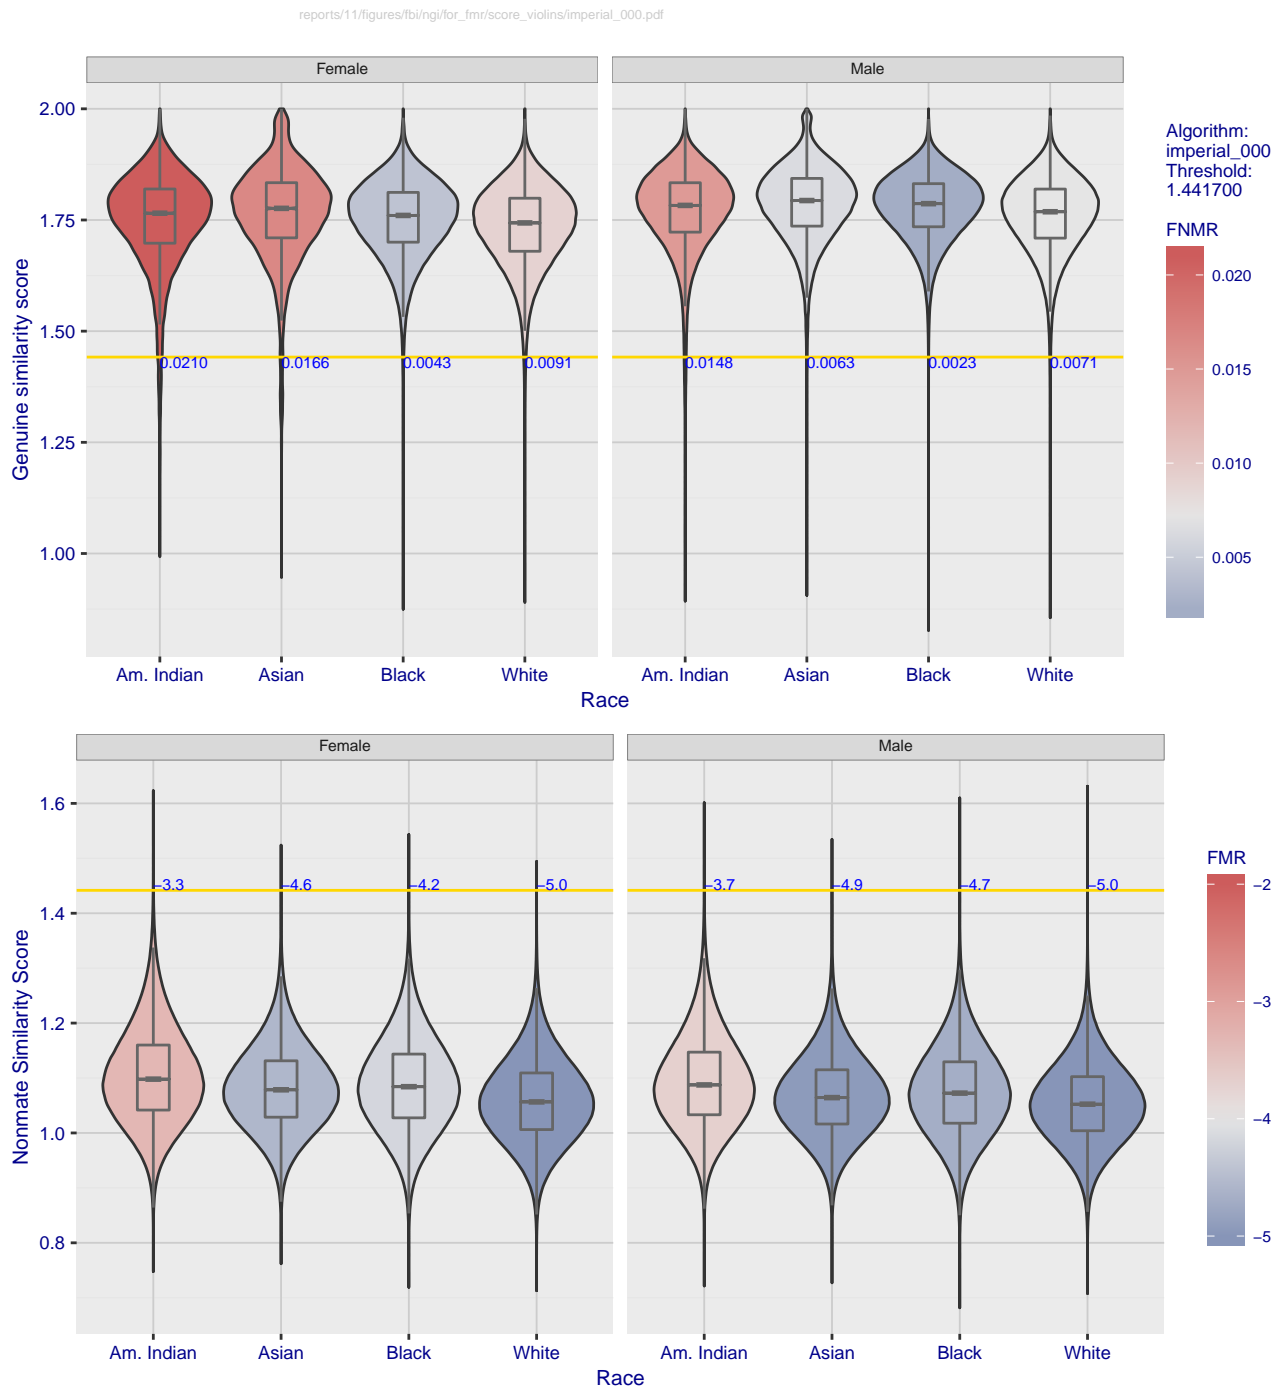 reports/11/figures/fbi/ngi/for_fmr/score_violins/imperial_000.pdf
Female
Male
Genuine similarity score
2.00
1.75
1.50
1.25
1.00
0.0210
0.0166
0.0043
0.0091
0.0148
0.0063
0.0023
0.0071
Am. Indian
Asian
Black
White
Am. Indian
Asian
Black
White
Race
Algorithm:
imperial_000
Threshold:
1.441700
FNMR
0.020
0.015
0.010
0.005
Female
Male
Nonmate Similarity Score
1.6
1.4
1.2
1.0
0.8
−3.3
−4.6
−4.2
−5.0
−3.7
−4.9
−4.7
−5.0
Am. Indian
Asian
Black
White
Am. Indian
Asian
Black
White
Race
FMR
−2
−3
−4
−5